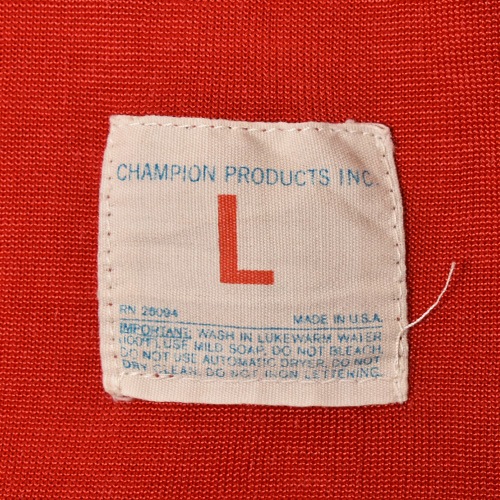 CHAMPION PRODUCTS INC.
L
RN 26094 MADE IN U.S.A.
IMPORTANT: WASH IN LUKEWARM WATER
(100°F), USE MILD SOAP, DO NOT BLEACH,
DO NOT USE AUTOMATIC DRYER, DO NOT
DRY CLEAN, DO NOT IRON LETTERING.